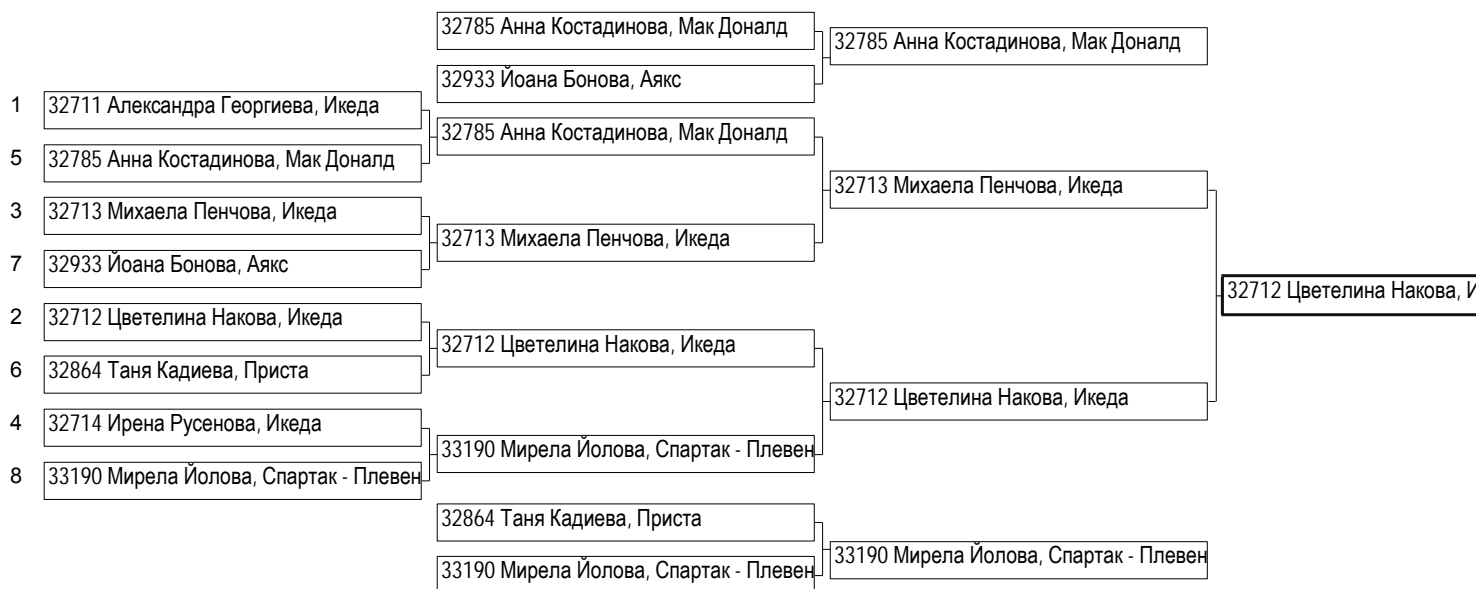 32785 Анна Костадинова, Мак Доналд
32785 Анна Костадинова, Мак Доналд
32933 Йоана Бонова, Аякс
1 32711 Александра Георгиева, Икеда
32785 Анна Костадинова, Мак Доналд
5 32785 Анна Костадинова, Мак Доналд
32713 Михаела Пенчова, Икеда
3 32713 Михаела Пенчова, Икеда
32713 Михаела Пенчова, Икеда
7 32933 Йоана Бонова, Аякс
32712 Цветелина Накова, И
2 32712 Цветелина Накова, Икеда
32712 Цветелина Накова, Икеда
6 32864 Таня Кадиева, Приста
32712 Цветелина Накова, Икеда
4 32714 Ирена Русенова, Икеда
33190 Мирела Йолова, Спартак - Плевен
8 33190 Мирела Йолова, Спартак - Плевен
32864 Таня Кадиева, Приста
33190 Мирела Йолова, Спартак - Плевен
33190 Мирела Йолова, Спартак - Плевен